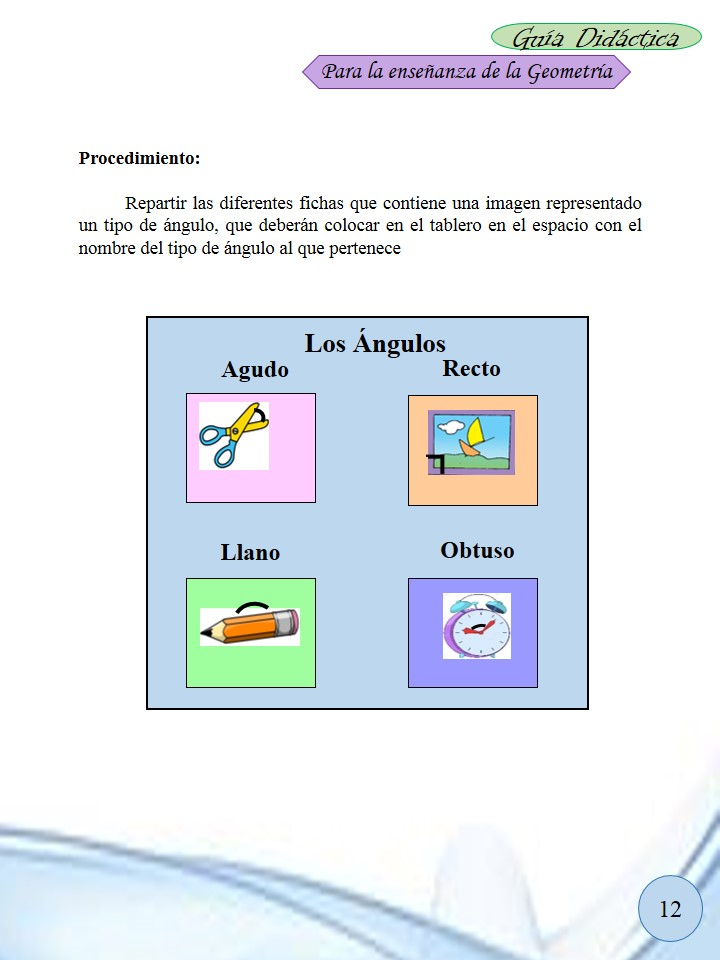 Guía Didáctica
Para la enseñanza de la Geometría
Procedimiento:
Repartir las diferentes fichas que contiene una imagen representado
un tipo de ángulo, que deberán colocar en el tablero en el espacio con el
nombre del tipo de ángulo al que pertenece
Los Ángulos
Agudo
Recto
Llano
Obtuso
12